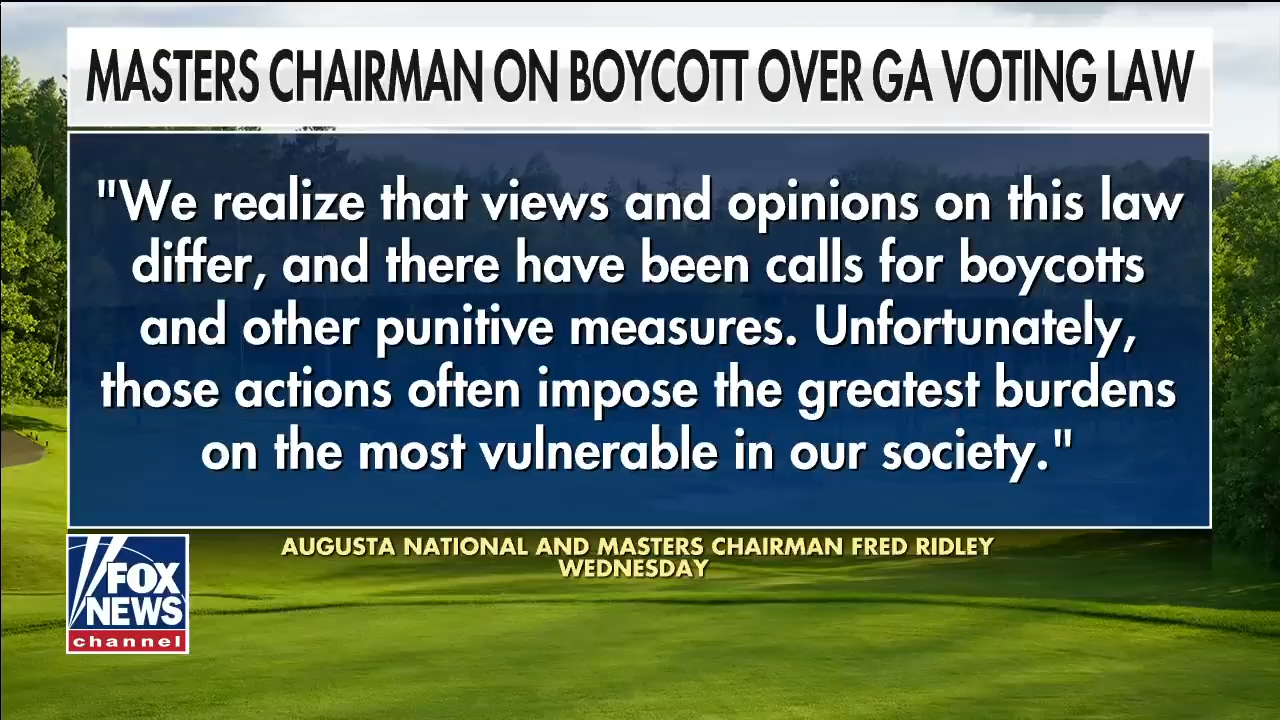 MASTERS CHAIRMAN ON BOYCOTT OVER GA VOTING LAW
"We realize that views and opinions on this law
differ, and there have been calls for boycotts
and other punitive measures. Unfortunately,
those actions often impose the greatest burdens
on the most vulnerable in our society."
AUGUSTA NATIONAL AND MASTERS CHAIRMAN FRED RIDLEY
WEDNESDAY
FOX
NEWS
channel